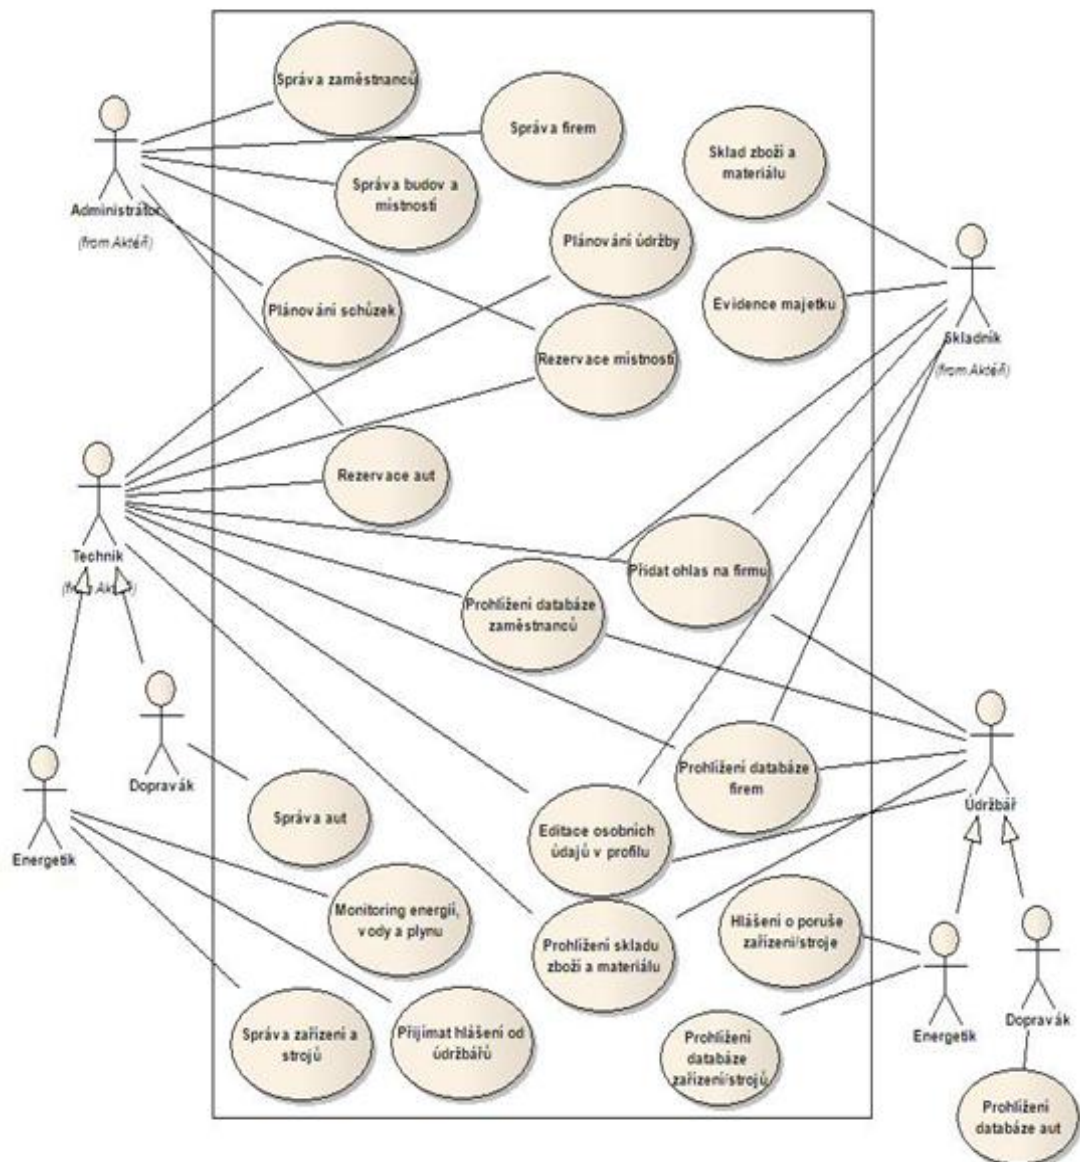 Správa zaměstnanců
Správa firem
Sklad zboží a
materiálu
Správa budov a
místností
Administrátor
(from Aktéři)
Plánování údržby
Plánování schůzek
Evidence majetku
Skladník
(from Aktéři)
Rezervace místností
Rezervace aut
Technik
(from Aktéři)
Přidat ohlas na firmu
Prohlížení databáze
zaměstnanců
Dopravák
Prohlížení databáze
firem
Údržbář
Správa aut
Editace osobních
údajů v profilu
Energetik
Monitoring energií,
vody a plynu
Prohlížení skladu
zboží a materiálu
Hlášení o poruše
zařízení/stroje
Správa zařízení a
strojů
Přijímat hlášení od
údržbářů
Prohlížení
databáze
zařízení/strojů
Energetik
Dopravák
Prohlížení
databáze aut